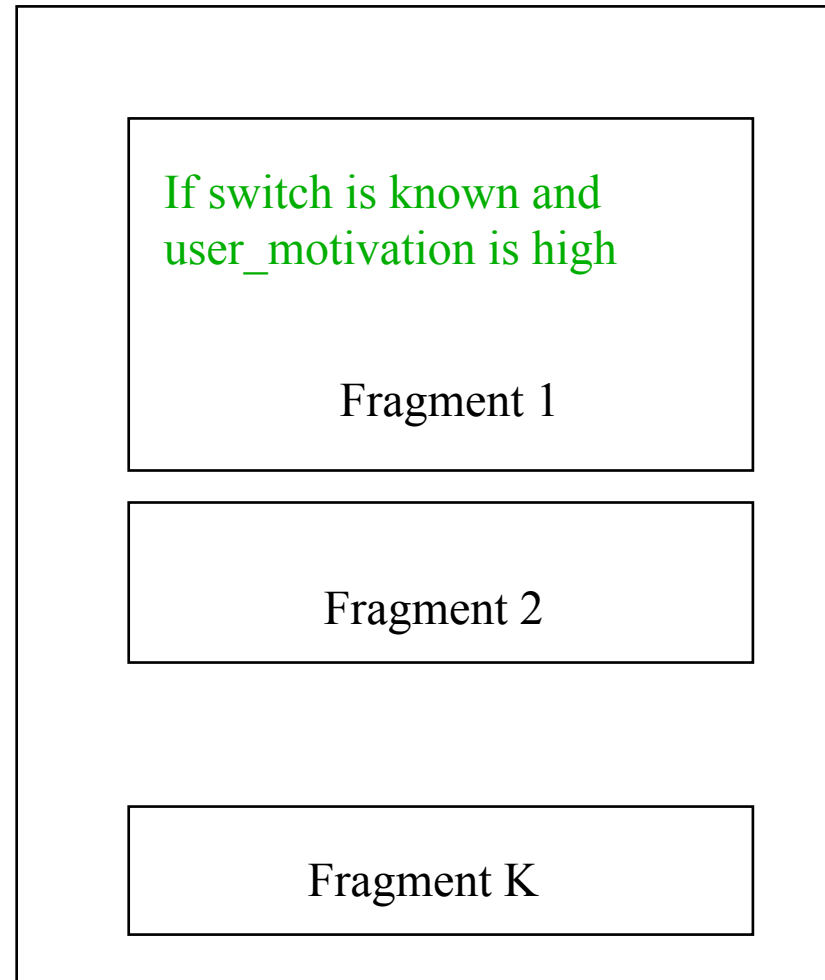 If switch is known and
user_motivation is high
Fragment 1
Fragment 2
Fragment K